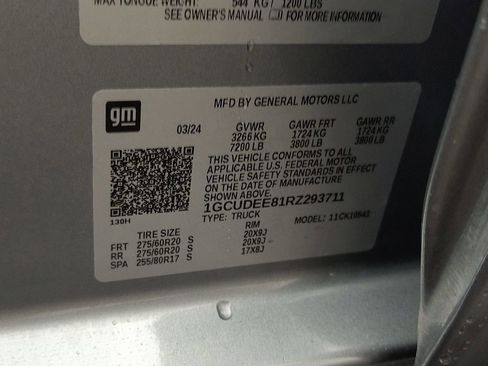 MAX TONGUE WEIGHT: 544 KG / 1200 LBS
SEE OWNER'S MANUAL FOR MORE INFORMATION
gm
MFD BY GENERAL MOTORS LLC
03/24 GVWR GAWR FRT GAWR RR
3266 KG 1724 KG 1724 KG
7200 LB 3800 LB 3800 LB
THIS VEHICLE CONFORMS TO ALL
APPLICABLE U.S. FEDERAL MOTOR
VEHICLE SAFETY STANDARDS IN EFFECT
ON THE DATE OF MANUFACTURE SHOWN ABOVE.
1GCUDEE81RZ293711
TYPE: TRUCK MODEL: 11CK10543
130H
TIRE SIZE RIM
FRT 275/60R20 S 20X9J
RR 275/60R20 S 20X9J
SPA 255/80R17 S 17X8J